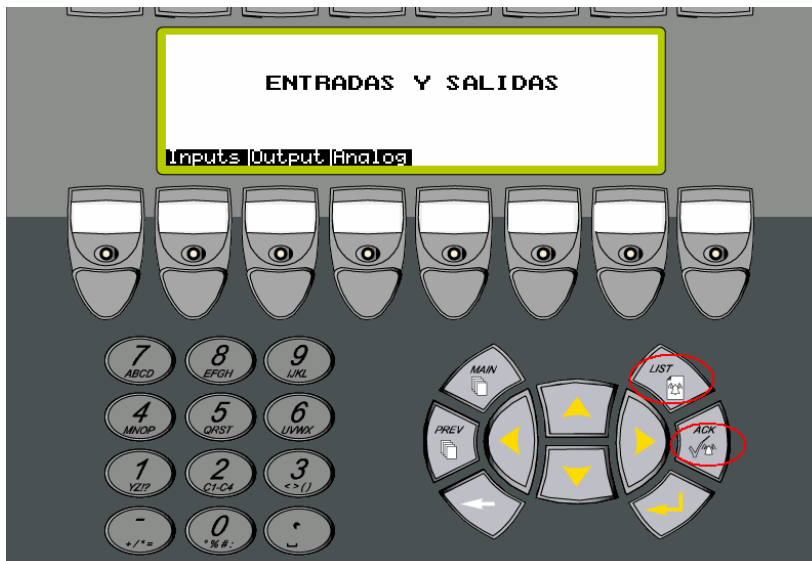 ENTRADAS Y SALIDAS
Inputs Output Analog
7 8 9
ABCD EFGH IJKL
MAIN LIST
4 5 6
MNOP QRST UVWX
PREV ACK
1 2 3
YZ!? C1-C4 <>()
- 0 .
+/*= °%#: